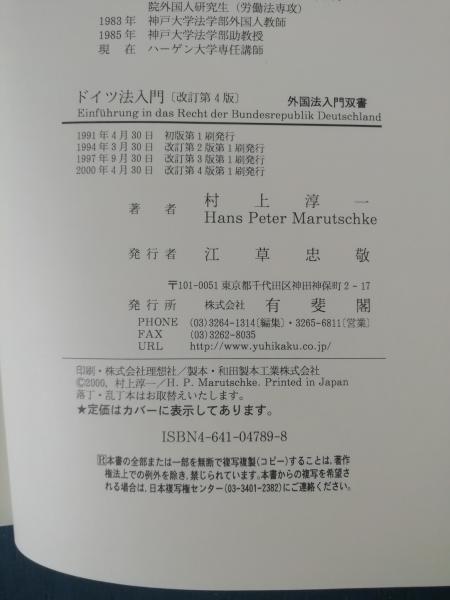 院外国人研究生（労働法専攻）
1983年 神戸大学法学部外国人教師
1985年 神戸大学法学部助教授
現　在 ハーゲン大学専任講師
ドイツ法入門〔改訂第4版〕　外国法入門双書
Einführung in das Recht der Bundesrepublik Deutschland
1991年4月30日　初版第1刷発行
1994年3月30日　改訂第2版第1刷発行
1997年9月30日　改訂第3版第1刷発行
2000年4月30日　改訂第4版第1刷発行
著　者　村　上　淳　一
Hans Peter Marutschke
発行者　江　草　忠　敬
〒101-0051 東京都千代田区神田神保町2-17
発行所　株式会社　有　斐　閣
PHONE　(03)3264-1314〔編集〕・3265-6811〔営業〕
FAX　(03)3262-8035
URL　http://www.yuhikaku.co.jp/
印刷・株式会社理想社／製本・和田製本工業株式会社
©2000, 村上淳一／H. P. Marutschke. Printed in Japan
落丁・乱丁本はお取替えいたします。
★定価はカバーに表示してあります。
ISBN4-641-04789-8
Ⓡ本書の全部または一部を無断で複写複製（コピー）することは、著作
権法上での例外を除き、禁じられています。本書からの複写を希望さ
れる場合は、日本複写権センター（03-3401-2382）にご連絡ください。